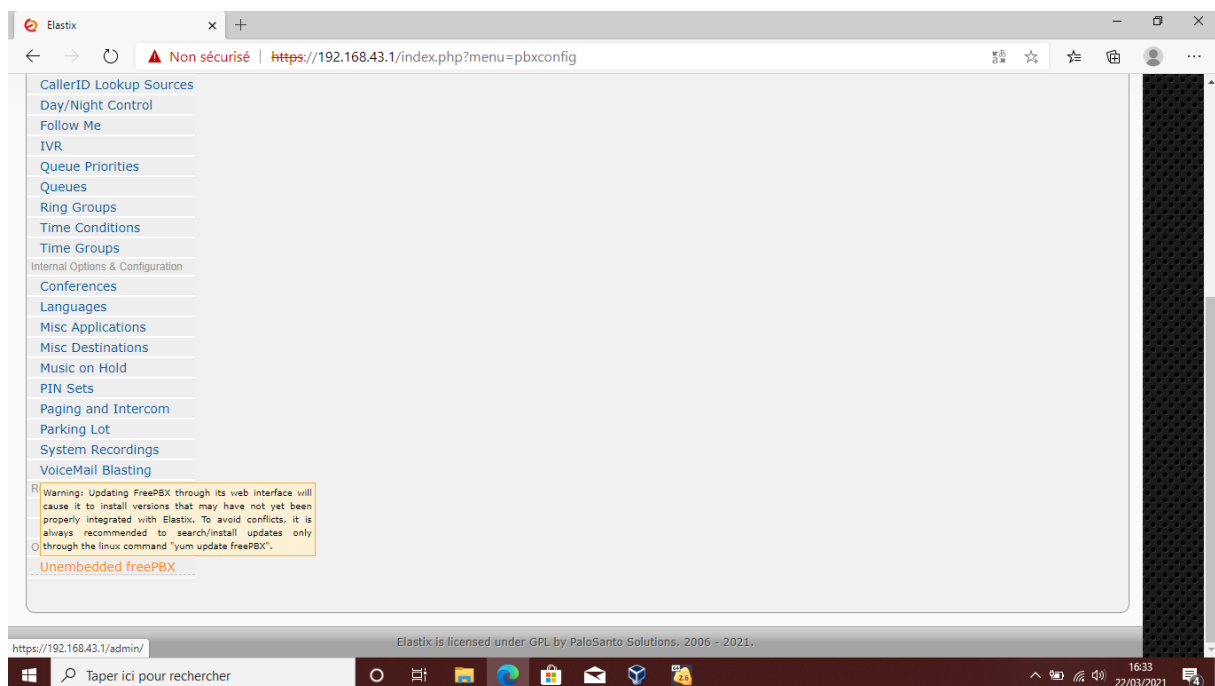 Elastix
Non sécurisé | https://192.168.43.1/index.php?menu=pbxconfig
CallerID Lookup Sources
Day/Night Control
Follow Me
IVR
Queue Priorities
Queues
Ring Groups
Time Conditions
Time Groups
Internal Options & Configuration
Conferences
Languages
Misc Applications
Misc Destinations
Music on Hold
PIN Sets
Paging and Intercom
Parking Lot
System Recordings
VoiceMail Blasting
Warning: Updating FreePBX through its web interface will
cause it to install versions that may have not yet been
properly integrated with Elastix. To avoid conflicts, it is
always recommended to search/install updates only
through the linux command "yum update freePBX".
Unembedded freePBX
Elastix is licensed under GPL by PaloSanto Solutions. 2006 - 2021.
https://192.168.43.1/admin/
Taper ici pour rechercher
16:33
22/03/2021